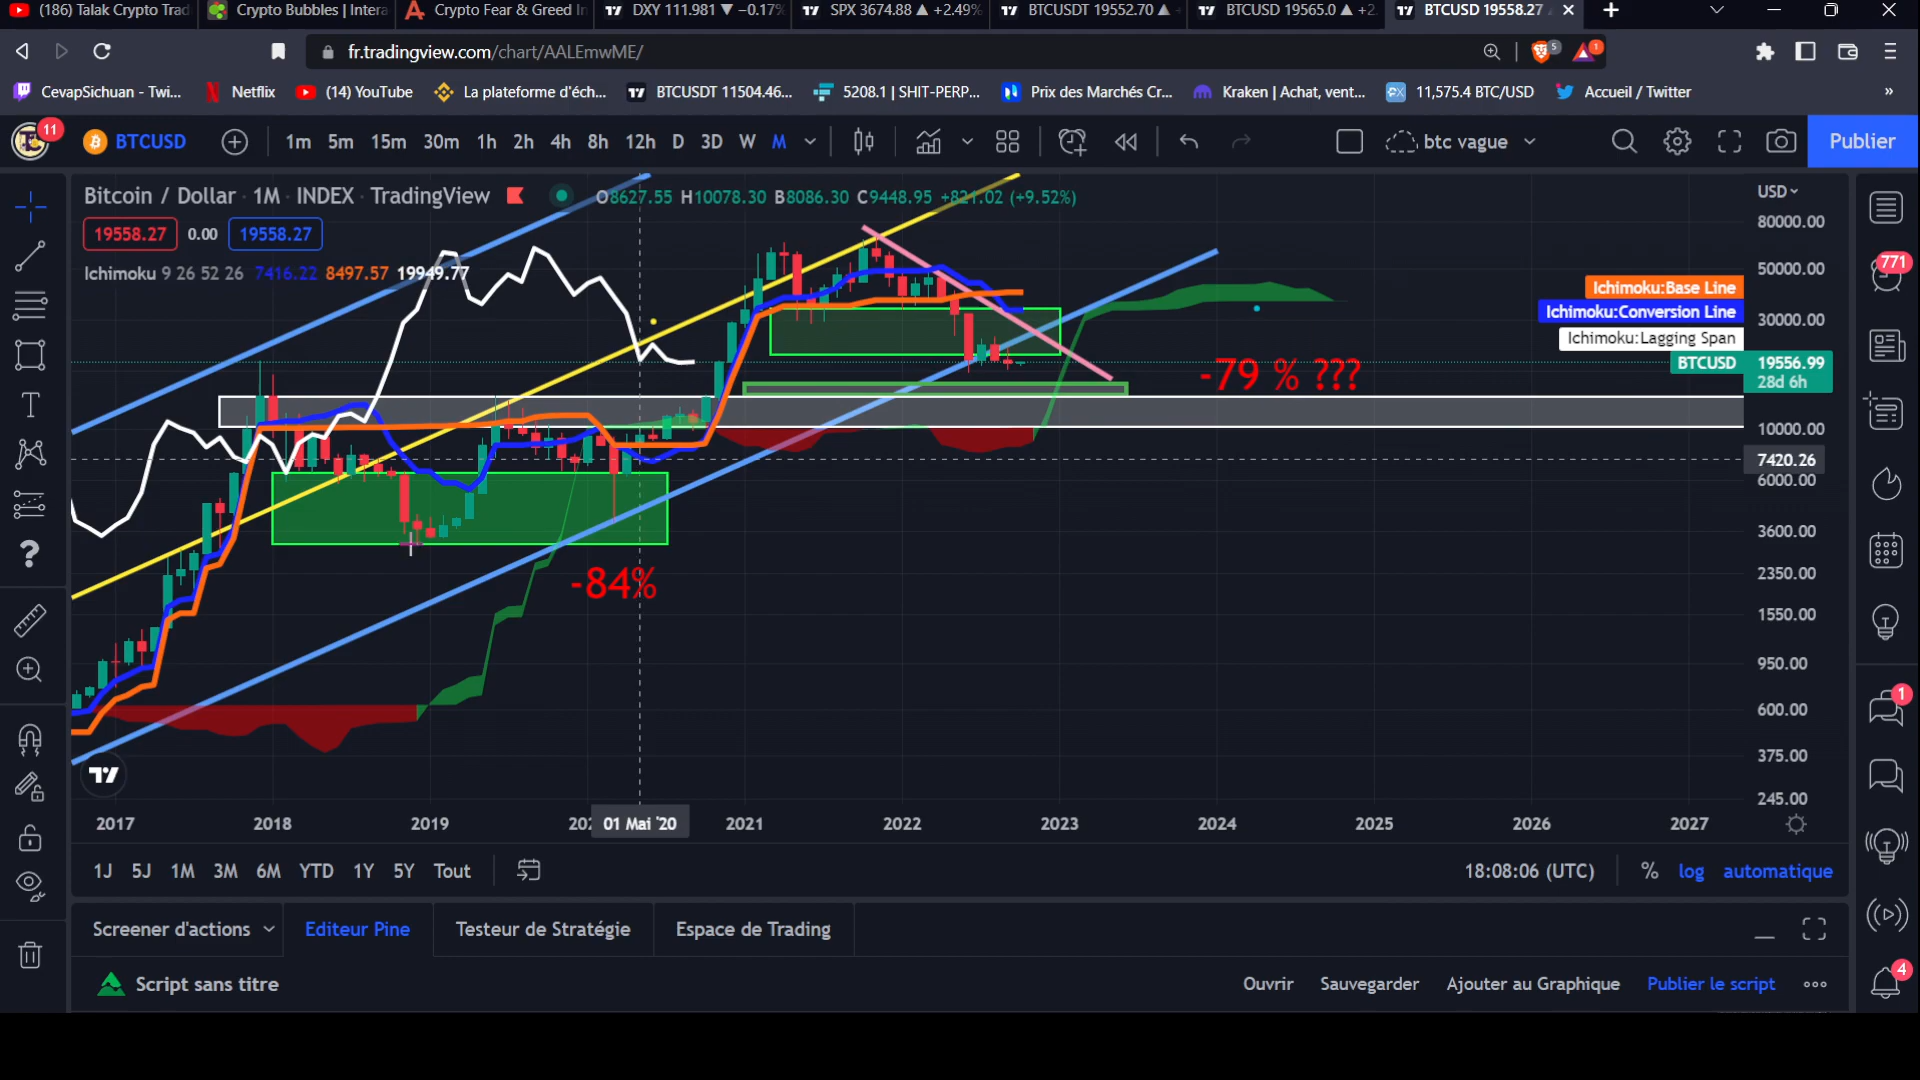 (186) Talak Crypto Trad
Crypto Bubbles | Intera
Crypto Fear & Greed In
DXY 111.981 ▼ −0.17%
SPX 3674.88 ▲ +2.49%
BTCUSDT 19552.70 ▲
BTCUSD 19565.0 ▲ +2
BTCUSD 19558.27
fr.tradingview.com/chart/AALEmwME/
5
1
CevapSichuan - Twi...
Netflix
(14) YouTube
La plateforme d'éch...
BTCUSDT 11504.46...
5208.1 | SHIT-PERP...
Prix des Marchés Cr...
Kraken | Achat, vent...
11,575.4 BTC/USD
Accueil / Twitter
»
11
BTCUSD
1m 5m 15m 30m 1h 2h 4h 8h 12h D 3D W M
btc vague
Publier
Bitcoin / Dollar · 1M · INDEX · TradingView
O8627.55 H10078.30 B8086.30 C9448.95 +821.02 (+9.52%)
USD
19558.27 0.00 19558.27
Ichimoku 9 26 52 26 7416.22 8497.57 19949.77
80000.00
50000.00
771
Ichimoku:Base Line
Ichimoku:Conversion Line
30000.00
Ichimoku:Lagging Span
BTCUSD 19556.99
28d 6h
-79 % ???
10000.00
7420.26
6000.00
3600.00
-84%
2350.00
1550.00
950.00
600.00
1
375.00
245.00
2017 2018 2019 202 01 Mai '20 2021 2022 2023 2024 2025 2026 2027
1J 5J 1M 3M 6M YTD 1Y 5Y Tout
18:08:06 (UTC) % log automatique
Screener d'actions Editeur Pine Testeur de Stratégie Espace de Trading
4
Script sans titre
Ouvrir Sauvegarder Ajouter au Graphique Publier le script